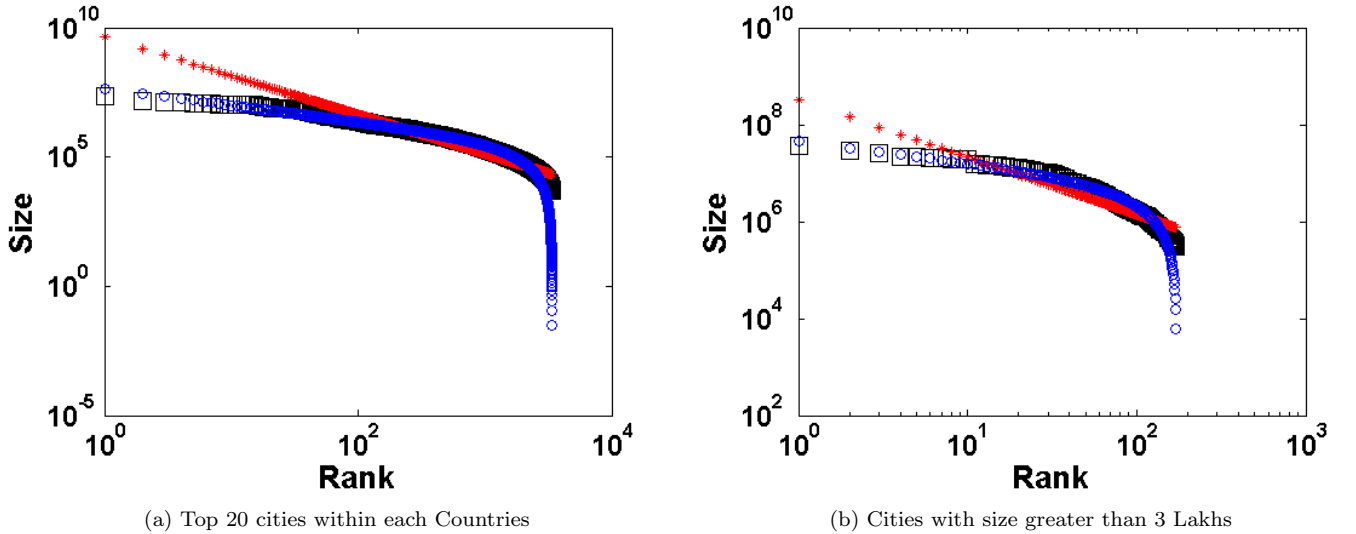 10^10
10^5
10^0
10^-5
Size
10^0
10^2
10^4
Rank
(a) Top 20 cities within each Countries
10^10
10^8
10^6
10^4
10^2
Size
10^0
10^1
10^2
10^3
Rank
(b) Cities with size greater than 3 Lakhs